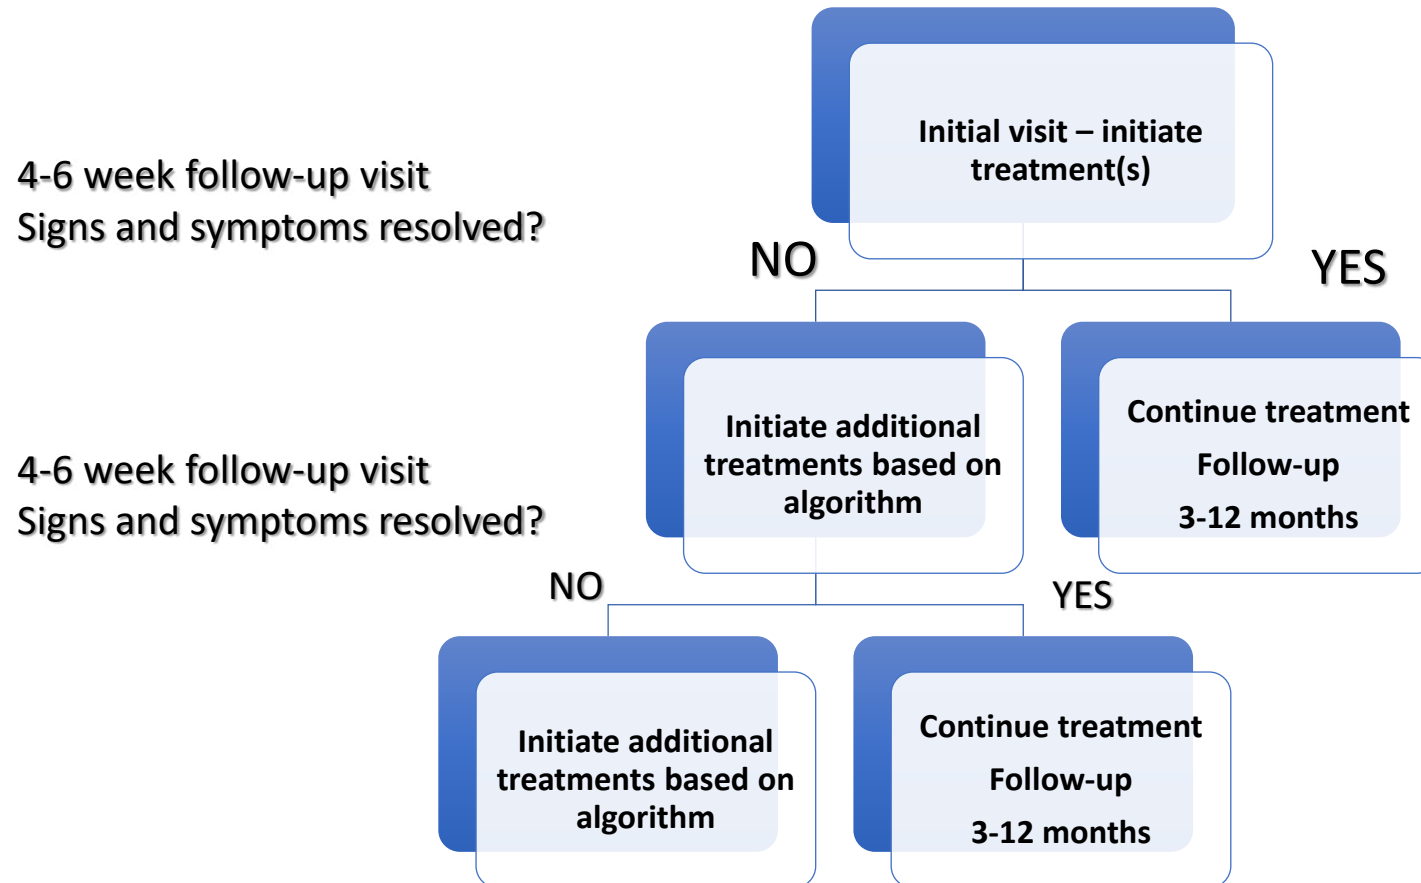 Initial visit – initiate
treatment(s)
4-6 week follow-up visit
Signs and symptoms resolved?
NO
YES
Initiate additional
treatments based on
algorithm
Continue treatment
Follow-up
3-12 months
4-6 week follow-up visit
Signs and symptoms resolved?
NO
YES
Initiate additional
treatments based on
algorithm
Continue treatment
Follow-up
3-12 months